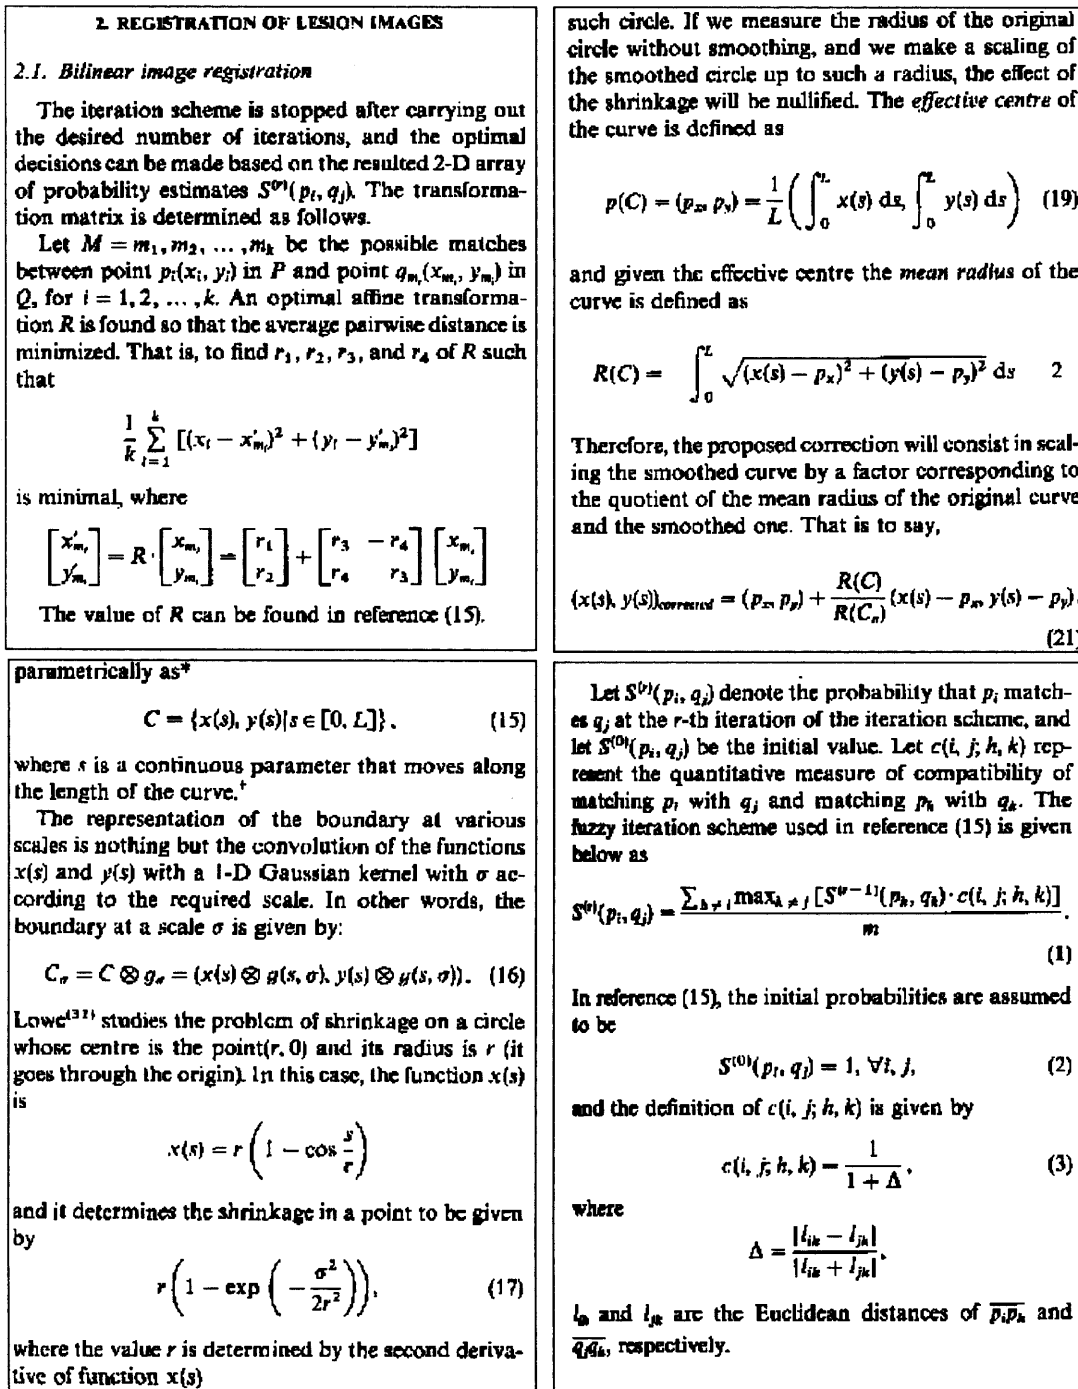 2. REGISTRATION OF LESION IMAGES
2.1. Bilinear image registration
The iteration scheme is stopped after carrying out
the desired number of iterations, and the optimal
decisions can be made based on the resulted 2-D array
of probability estimates S^(r)(p_i, q_j). The transforma-
tion matrix is determined as follows.
Let M = m_1, m_2, ..., m_k be the possible matches
between point p_i(x_i, y_i) in P and point q_{m_i}(x_{m_i}, y_{m_i}) in
Q, for i = 1, 2, ..., k. An optimal affine transforma-
tion R is found so that the average pairwise distance is
minimized. That is, to find r_1, r_2, r_3, and r_4 of R such
that
1/k ∑_{i=1}^{k} [(x_i − x'_{m_i})^2 + (y_i − y'_{m_i})^2]
is minimal, where
[x'_{m_i} y'_{m_i}] = R · [x_{m_i} y_{m_i}] = [r_1 r_2] + [r_3 −r_4 r_4 r_3] [x_{m_i} y_{m_i}]
The value of R can be found in reference (15).
such circle. If we measure the radius of the original
circle without smoothing, and we make a scaling of
the smoothed circle up to such a radius, the effect of
the shrinkage will be nullified. The effective centre of
the curve is defined as
p(C) = (p_x, p_y) = 1/L (∫_0^L x(s) ds, ∫_0^L y(s) ds) (19)
and given the effective centre the mean radius of the
curve is defined as
R(C) = ∫_0^L √((x(s) − p_x)^2 + (y(s) − p_y)^2) ds 2
Therefore, the proposed correction will consist in scal-
ing the smoothed curve by a factor corresponding to
the quotient of the mean radius of the original curve
and the smoothed one. That is to say,
(x(s), y(s))_corrected = (p_x, p_y) + R(C)/R(C_σ) (x(s) − p_x, y(s) − p_y).
(21)
parametrically as*
C = {x(s), y(s)|s ∈ [0, L]}, (15)
where s is a continuous parameter that moves along
the length of the curve.†
The representation of the boundary at various
scales is nothing but the convolution of the functions
x(s) and y(s) with a 1-D Gaussian kernel with σ ac-
cording to the required scale. In other words, the
boundary at a scale σ is given by:
C_σ = C ⊗ g_σ = (x(s) ⊗ g(s, σ), y(s) ⊗ g(s, σ)). (16)
Lowe^(32) studies the problem of shrinkage on a circle
whose centre is the point(r, 0) and its radius is r (it
goes through the origin). In this case, the function x(s)
is
x(s) = r (1 − cos s/r)
and it determines the shrinkage in a point to be given
by
r(1 − exp (− σ^2/2r^2)), (17)
where the value r is determined by the second deriva-
tive of function x(s)
Let S^(r)(p_i, q_j) denote the probability that p_i match-
es q_j at the r-th iteration of the iteration scheme, and
let S^(0)(p_i, q_j) be the initial value. Let c(i, j; h, k) rep-
resent the quantitative measure of compatibility of
matching p_i with q_j and matching p_h with q_k. The
fuzzy iteration scheme used in reference (15) is given
below as
S^(r)(p_i, q_j) = ∑_{h≠i} max_{k≠j} [S^(r−1)(p_h, q_k) · c(i, j; h, k)] / m.
(1)
In reference (15), the initial probabilities are assumed
to be
S^(0)(p_i, q_j) = 1, ∀i, j, (2)
and the definition of c(i, j; h, k) is given by
c(i, j; h, k) = 1/(1 + Δ), (3)
where
Δ = |l_ih − l_jk| / |l_ih + l_jk|,
l_ih and l_jk are the Euclidean distances of p_ip_h and
q_jq_k, respectively.